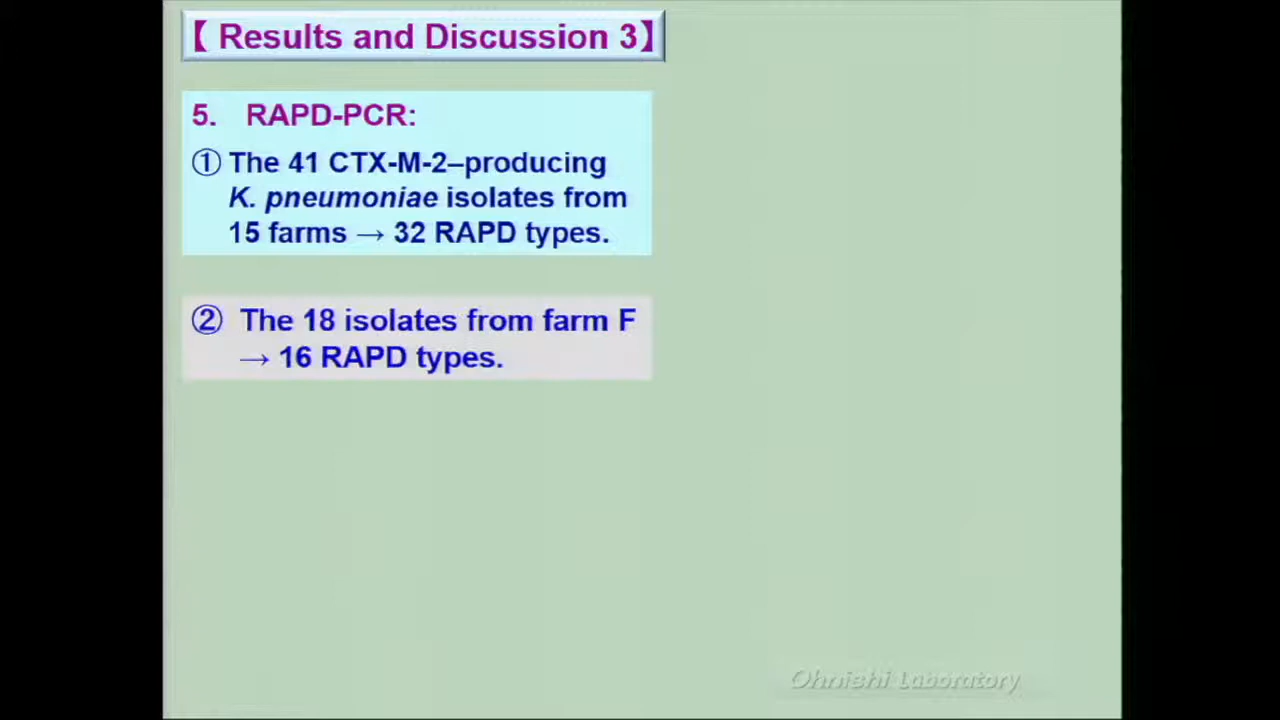 【 Results and Discussion 3】
5. RAPD-PCR:
① The 41 CTX-M-2–producing
K. pneumoniae isolates from
15 farms → 32 RAPD types.
② The 18 isolates from farm F
→ 16 RAPD types.
Ohnishi Laboratory